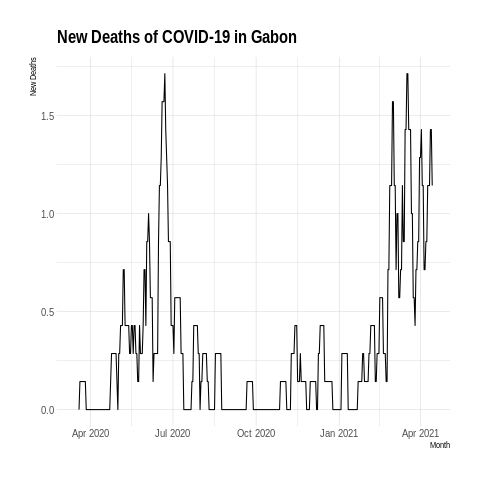 New Deaths of COVID-19 in Gabon
New Deaths
1.5
1.0
0.5
0.0
Apr 2020 Jul 2020 Oct 2020 Jan 2021 Apr 2021
Month